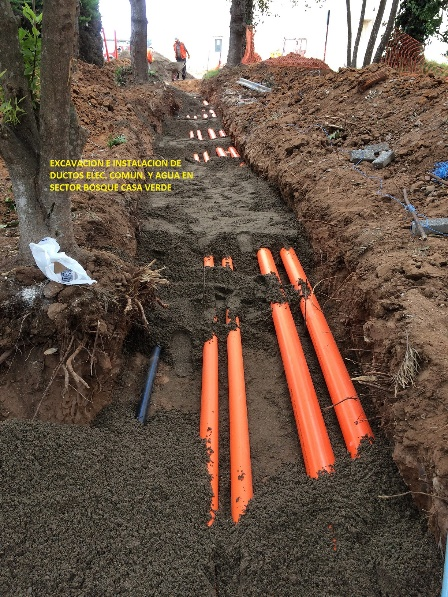 EXCAVACION E INSTALACION DE
DUCTOS ELEC. COMUN. Y AGUA EN
SECTOR BOSQUE CASA VERDE